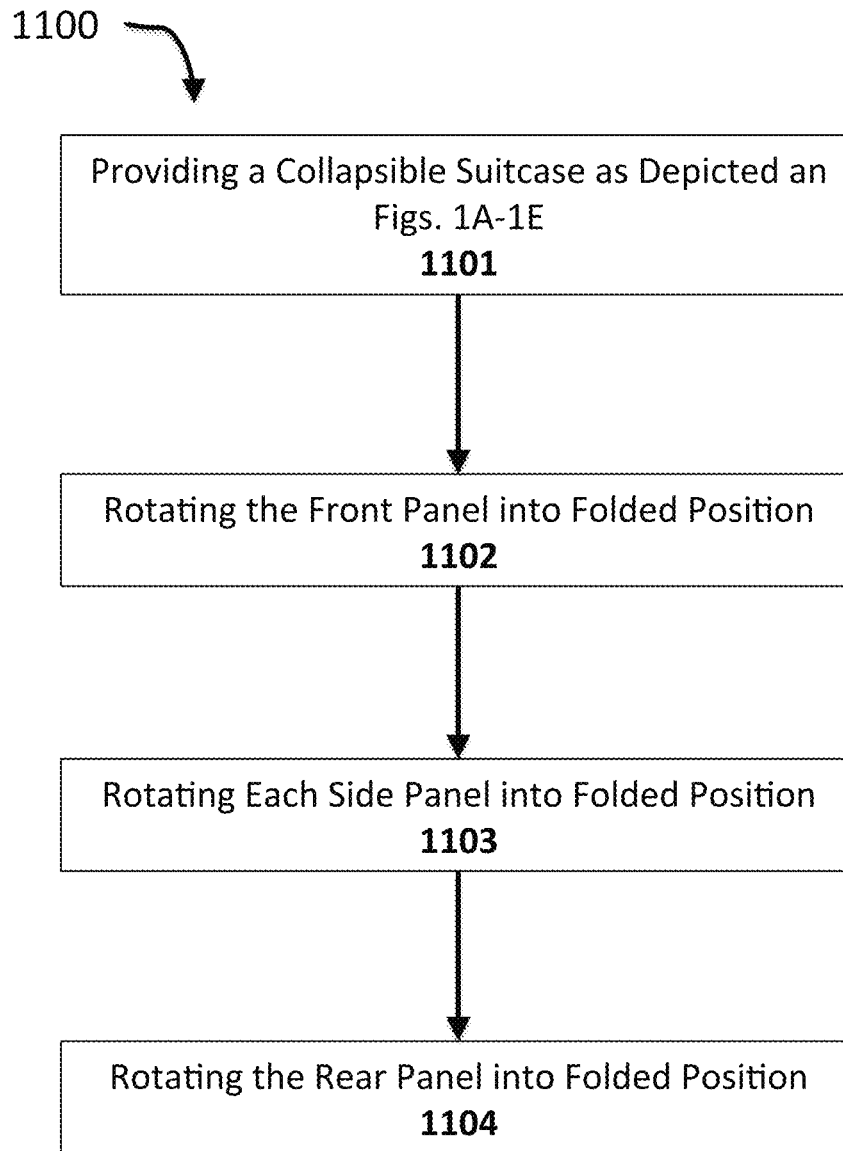 1100
Providing a Collapsible Suitcase as Depicted an
Figs. 1A-1E
1101
Rotating the Front Panel into Folded Position
1102
Rotating Each Side Panel into Folded Position
1103
Rotating the Rear Panel into Folded Position
1104